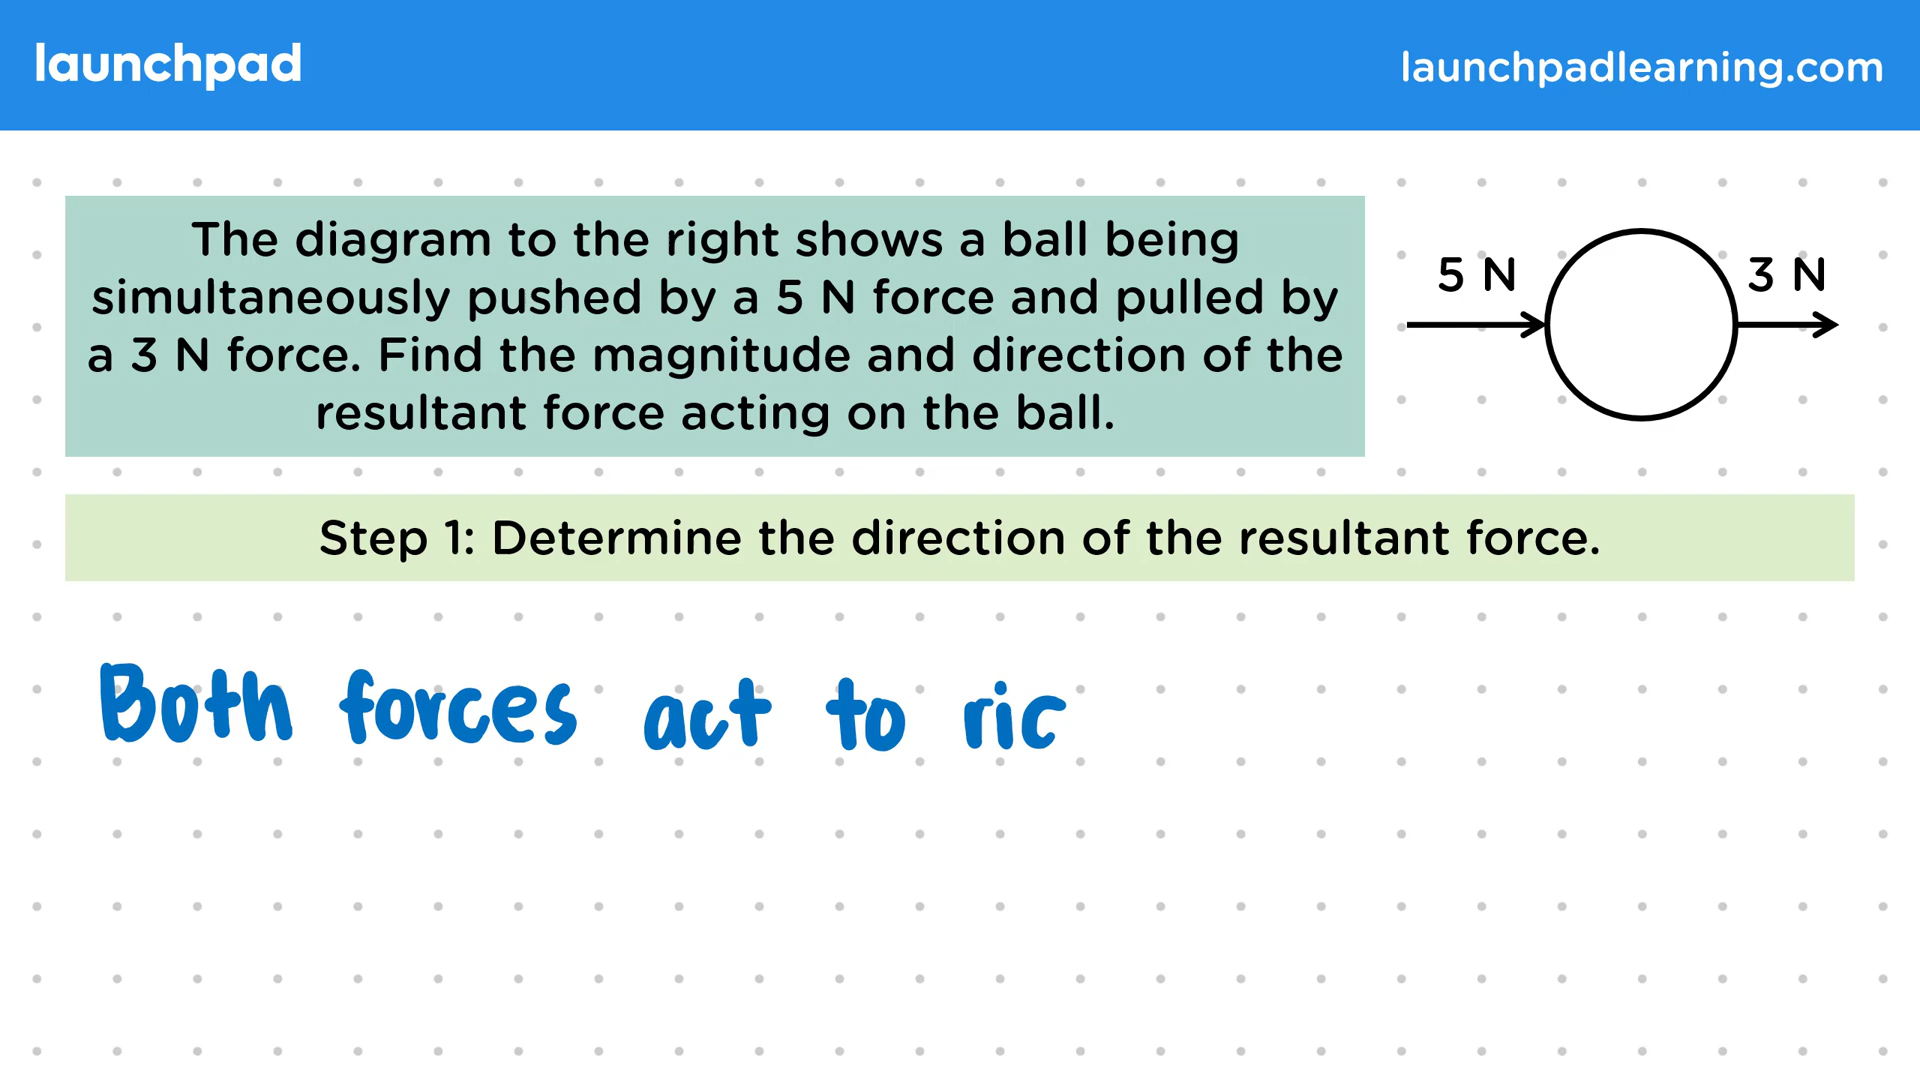 launchpad
launchpadlearning.com
The diagram to the right shows a ball being
simultaneously pushed by a 5 N force and pulled by
a 3 N force. Find the magnitude and direction of the
resultant force acting on the ball.
5 N
3 N
Step 1: Determine the direction of the resultant force.
Both forces act to ric